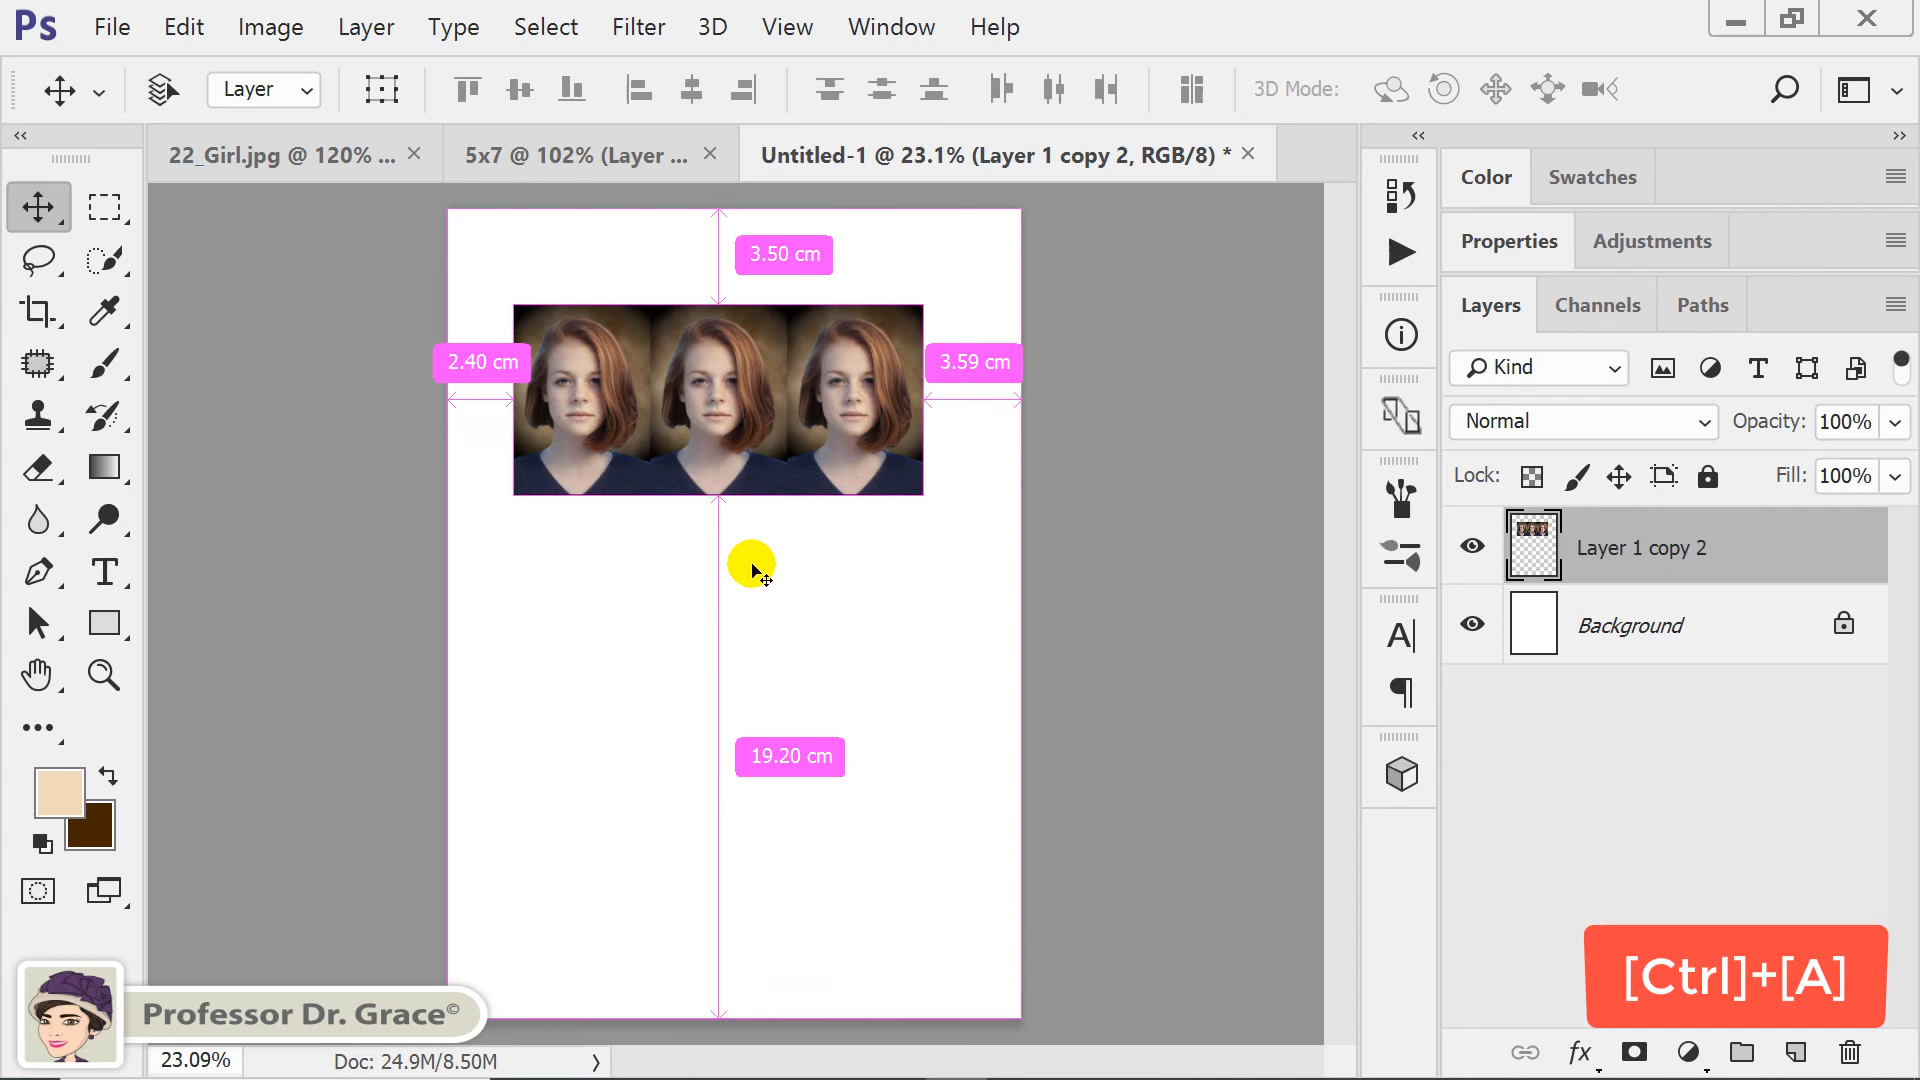 Ps File Edit Image Layer Type Select Filter 3D View Window Help
Layer 3D Mode:
22_Girl.jpg @ 120% ... × 5x7 @ 102% (Layer ... × Untitled-1 @ 23.1% (Layer 1 copy 2, RGB/8) * ×
Color Swatches
Properties Adjustments
Layers Channels Paths
Kind
Normal Opacity: 100%
Lock: Fill: 100%
Layer 1 copy 2
Background
3.50 cm
2.40 cm 3.59 cm
19.20 cm
[Ctrl]+[A]
Professor Dr. Grace©
23.09% Doc: 24.9M/8.50M